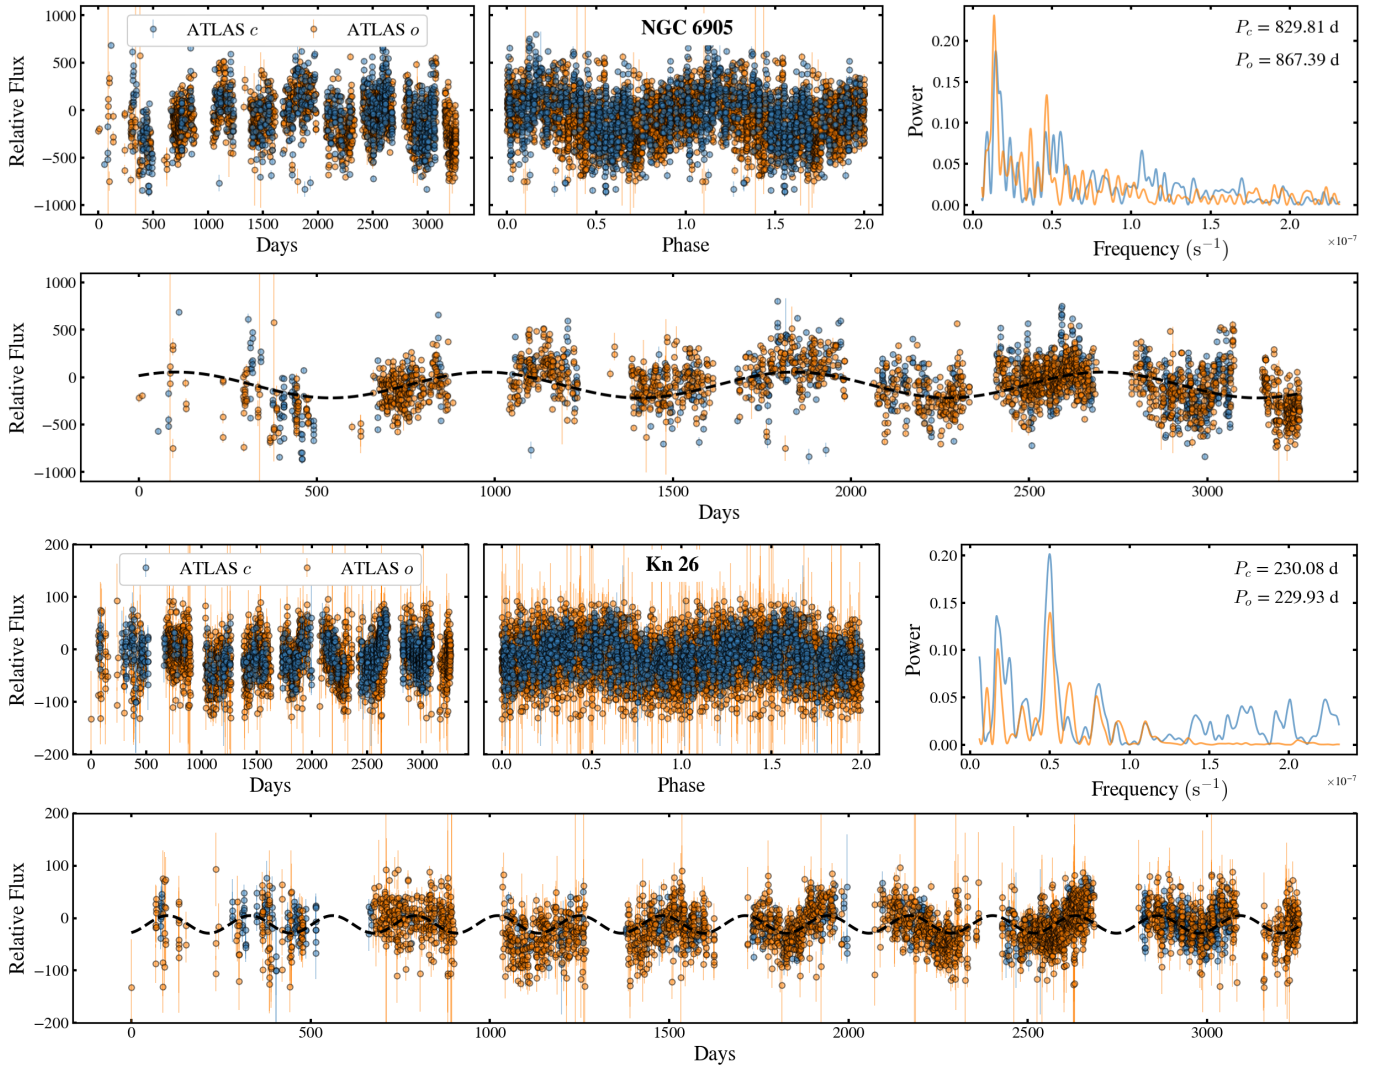 ATLAS c ATLAS o
1000
500
0
−500
−1000
Relative Flux
0 500 1000 1500 2000 2500 3000
Days
NGC 6905
0.0 0.5 1.0 1.5 2.0
Phase
P_c = 829.81 d
P_o = 867.39 d
0.20
0.15
0.10
0.05
0.00
Power
0.0 0.5 1.0 1.5 2.0
×10⁻⁷
Frequency (s⁻¹)
1000
500
0
−500
−1000
Relative Flux
0 500 1000 1500 2000 2500 3000
Days
ATLAS c ATLAS o
200
100
0
−100
−200
Relative Flux
0 500 1000 1500 2000 2500 3000
Days
Kn 26
0.0 0.5 1.0 1.5 2.0
Phase
P_c = 230.08 d
P_o = 229.93 d
0.20
0.15
0.10
0.05
0.00
Power
0.0 0.5 1.0 1.5 2.0
×10⁻⁷
Frequency (s⁻¹)
200
100
0
−100
−200
Relative Flux
0 500 1000 1500 2000 2500 3000
Days